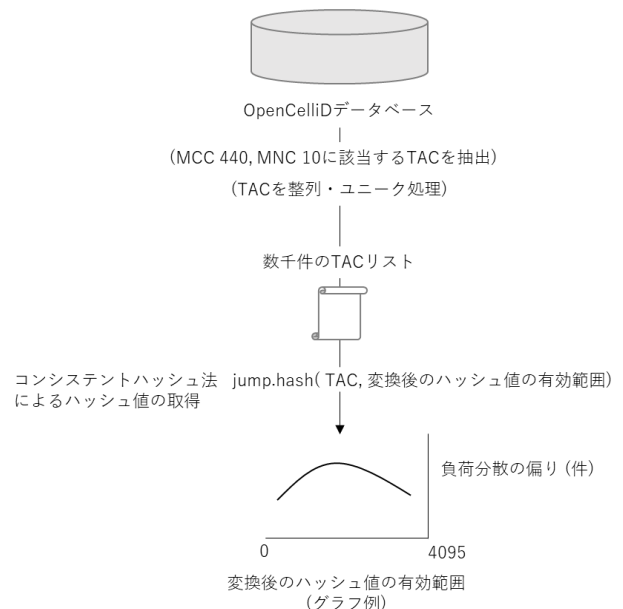 OpenCelliDデータベース
(MCC 440, MNC 10に該当するTACを抽出)
(TACを整列・ユニーク処理)
数千件のTACリスト
コンシステントハッシュ法
によるハッシュ値の取得
jump.hash( TAC, 変換後のハッシュ値の有効範囲)
負荷分散の偏り (件)
0
4095
変換後のハッシュ値の有効範囲
(グラフ例)